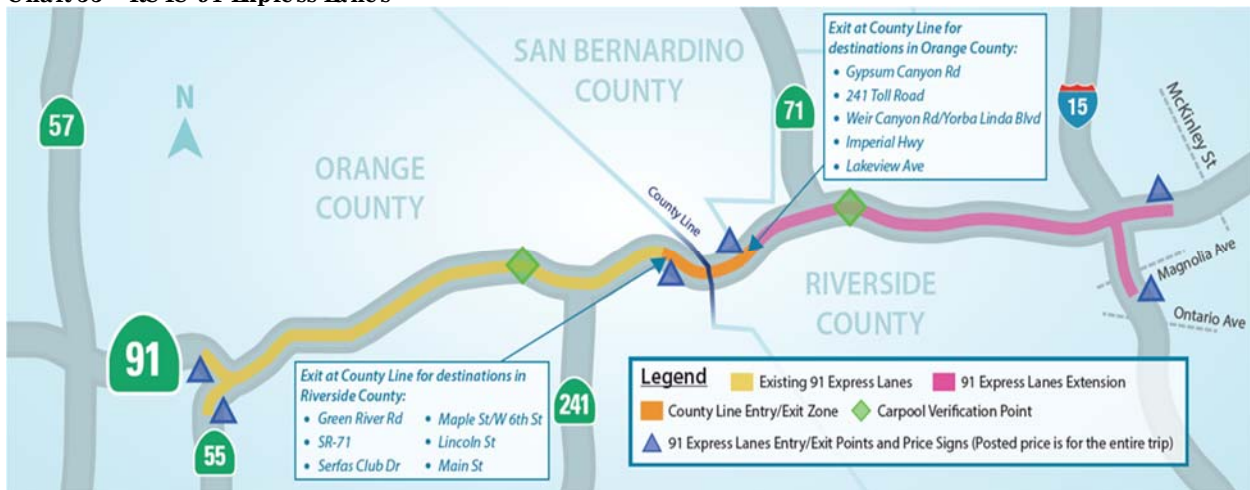 SAN BERNARDINO
COUNTY
Exit at County Line for
destinations in Orange County:
• Gypsum Canyon Rd
• 241 Toll Road
• Weir Canyon Rd/Yorba Linda Blvd
• Imperial Hwy
• Lakeview Ave
57
N
71
15
McKinley St
ORANGE
COUNTY
County Line
RIVERSIDE
COUNTY
Magnolia Ave
Ontario Ave
91
55
241
Exit at County Line for destinations in
Riverside County:
• Green River Rd
• SR-71
• Serfas Club Dr
• Maple St/W 6th St
• Lincoln St
• Main St
Legend
Existing 91 Express Lanes
91 Express Lanes Extension
County Line Entry/Exit Zone
Carpool Verification Point
91 Express Lanes Entry/Exit Points and Price Signs (Posted price is for the entire trip)